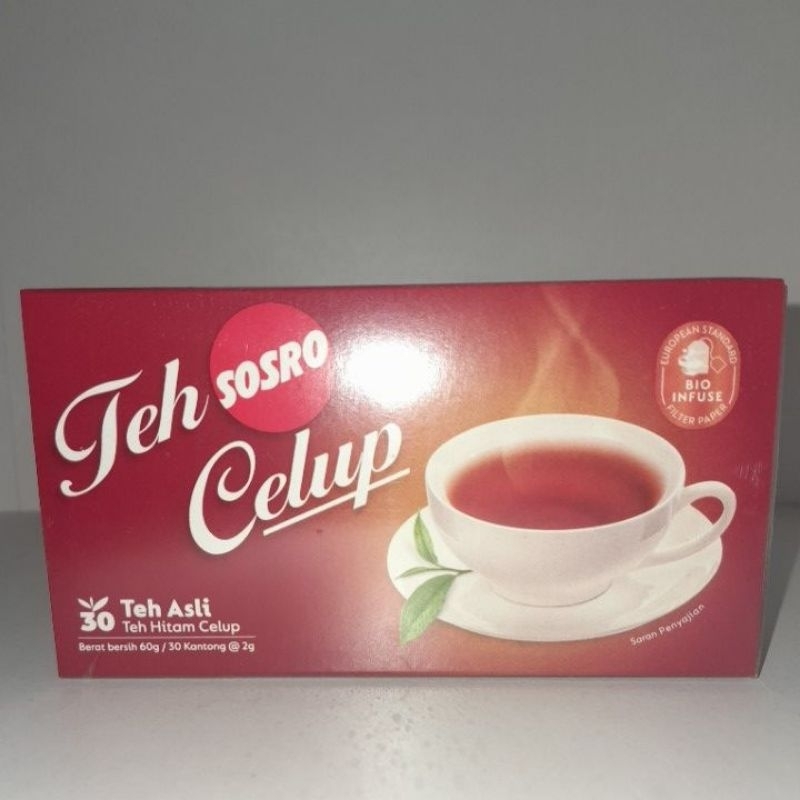 Teh SOSRO
Celup
EUROPEAN STANDARD
BIO
INFUSE
FILTER PAPER
30 Teh Asli
Teh Hitam Celup
Berat bersih 60g / 30 Kantong @ 2g
Saran Penyajian